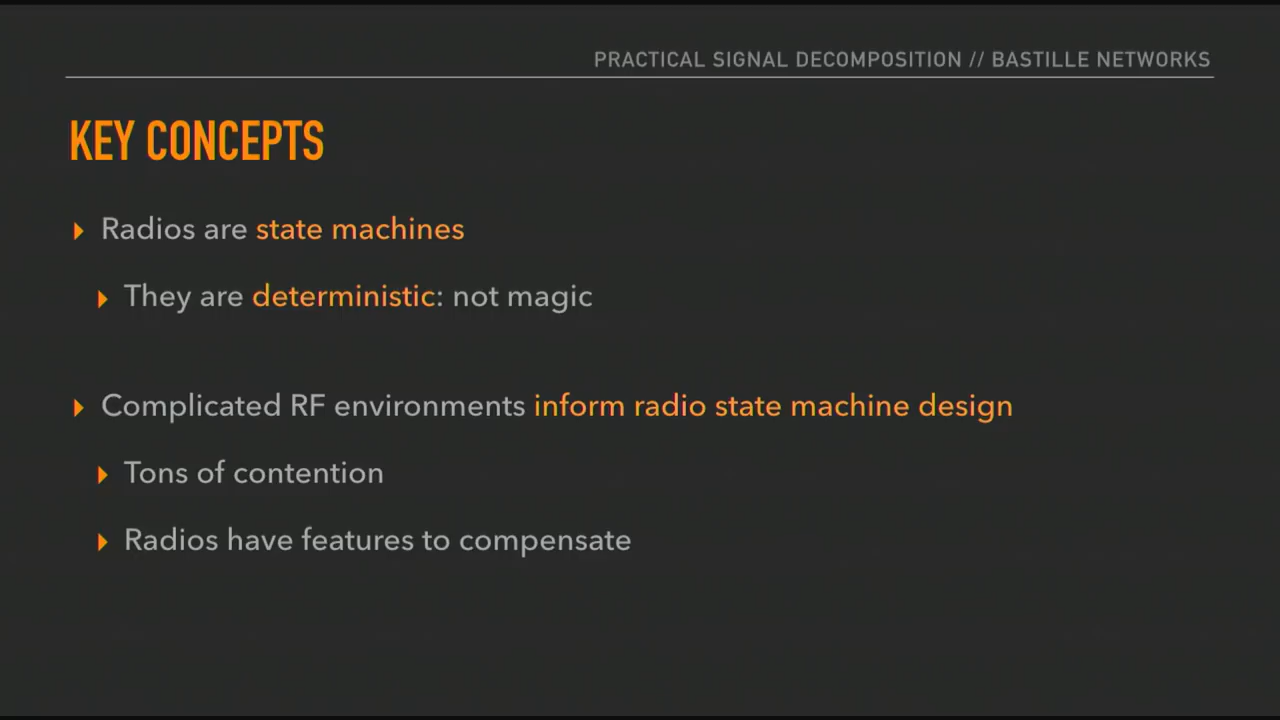 PRACTICAL SIGNAL DECOMPOSITION // BASTILLE NETWORKS
KEY CONCEPTS
Radios are state machines
They are deterministic: not magic
Complicated RF environments inform radio state machine design
Tons of contention
Radios have features to compensate